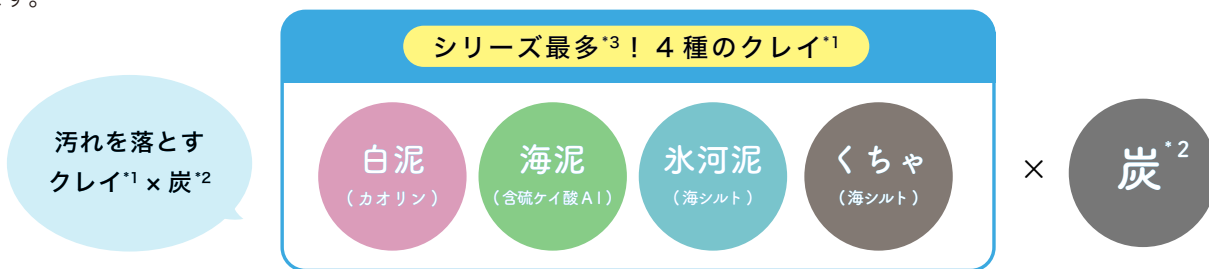 す。
シリーズ最多*3！4種のクレイ*1
汚れを落とす
クレイ*1×炭*2
白泥
（カオリン）
海泥
（含硫ケイ酸Al）
氷河泥
（海シルト）
くちゃ
（海シルト）
×
炭*2